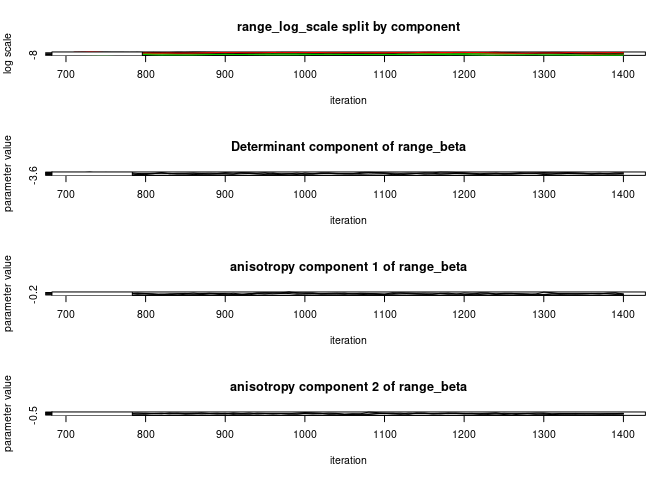 range_log_scale split by component
log scale
-8
700 800 900 1000 1100 1200 1300 1400
iteration
Determinant component of range_beta
parameter value
-3.6
700 800 900 1000 1100 1200 1300 1400
iteration
anisotropy component 1 of range_beta
parameter value
-0.2
700 800 900 1000 1100 1200 1300 1400
iteration
anisotropy component 2 of range_beta
parameter value
-0.5
700 800 900 1000 1100 1200 1300 1400
iteration